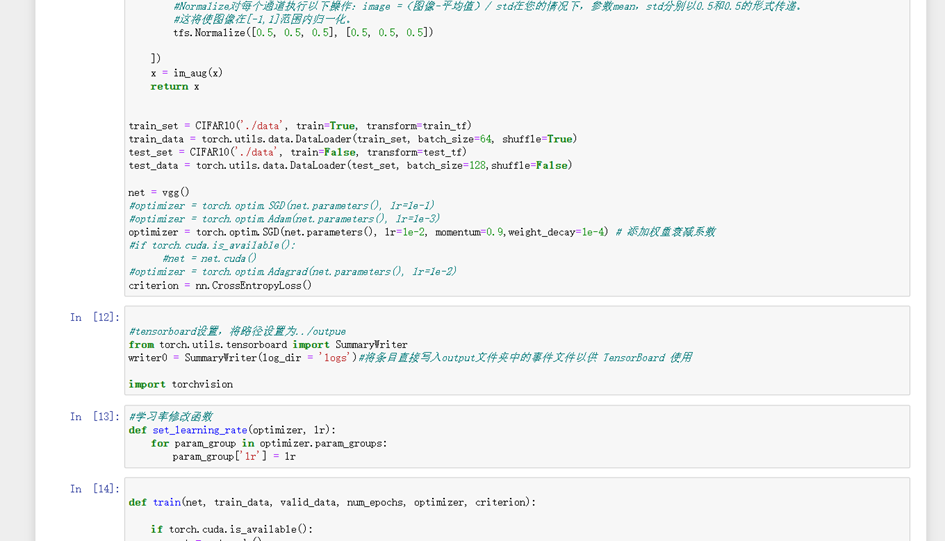 #Normalize对每个通道执行以下操作：image =（图像-平均值）/ std在您的情况下，参数mean，std分别以0.5和0.5的形式传递。
#这将使图像在[-1,1]范围内归一化。
tfs.Normalize([0.5, 0.5, 0.5], [0.5, 0.5, 0.5])
])
x = im_aug(x)
return x
train_set = CIFAR10('./data', train=True, transform=train_tf)
train_data = torch.utils.data.DataLoader(train_set, batch_size=64, shuffle=True)
test_set = CIFAR10('./data', train=False, transform=test_tf)
test_data = torch.utils.data.DataLoader(test_set, batch_size=128,shuffle=False)
net = vgg()
#optimizer = torch.optim.SGD(net.parameters(), lr=1e-1)
#optimizer = torch.optim.Adam(net.parameters(), lr=1e-3)
optimizer = torch.optim.SGD(net.parameters(), lr=1e-2, momentum=0.9,weight_decay=1e-4) # 添加权重衰减系数
#if torch.cuda.is_available():
#net = net.cuda()
#optimizer = torch.optim.Adagrad(net.parameters(), lr=1e-2)
criterion = nn.CrossEntropyLoss()
In [12]:
#tensorboard设置，将路径设置为../outpue
from torch.utils.tensorboard import SummaryWriter
writer0 = SummaryWriter(log_dir = 'logs')#将条目直接写入output文件夹中的事件文件以供 TensorBoard 使用
import torchvision
In [13]: #学习率修改函数
def set_learning_rate(optimizer, lr):
for param_group in optimizer.param_groups:
param_group['lr'] = lr
In [14]:
def train(net, train_data, valid_data, num_epochs, optimizer, criterion):
if torch.cuda.is_available():